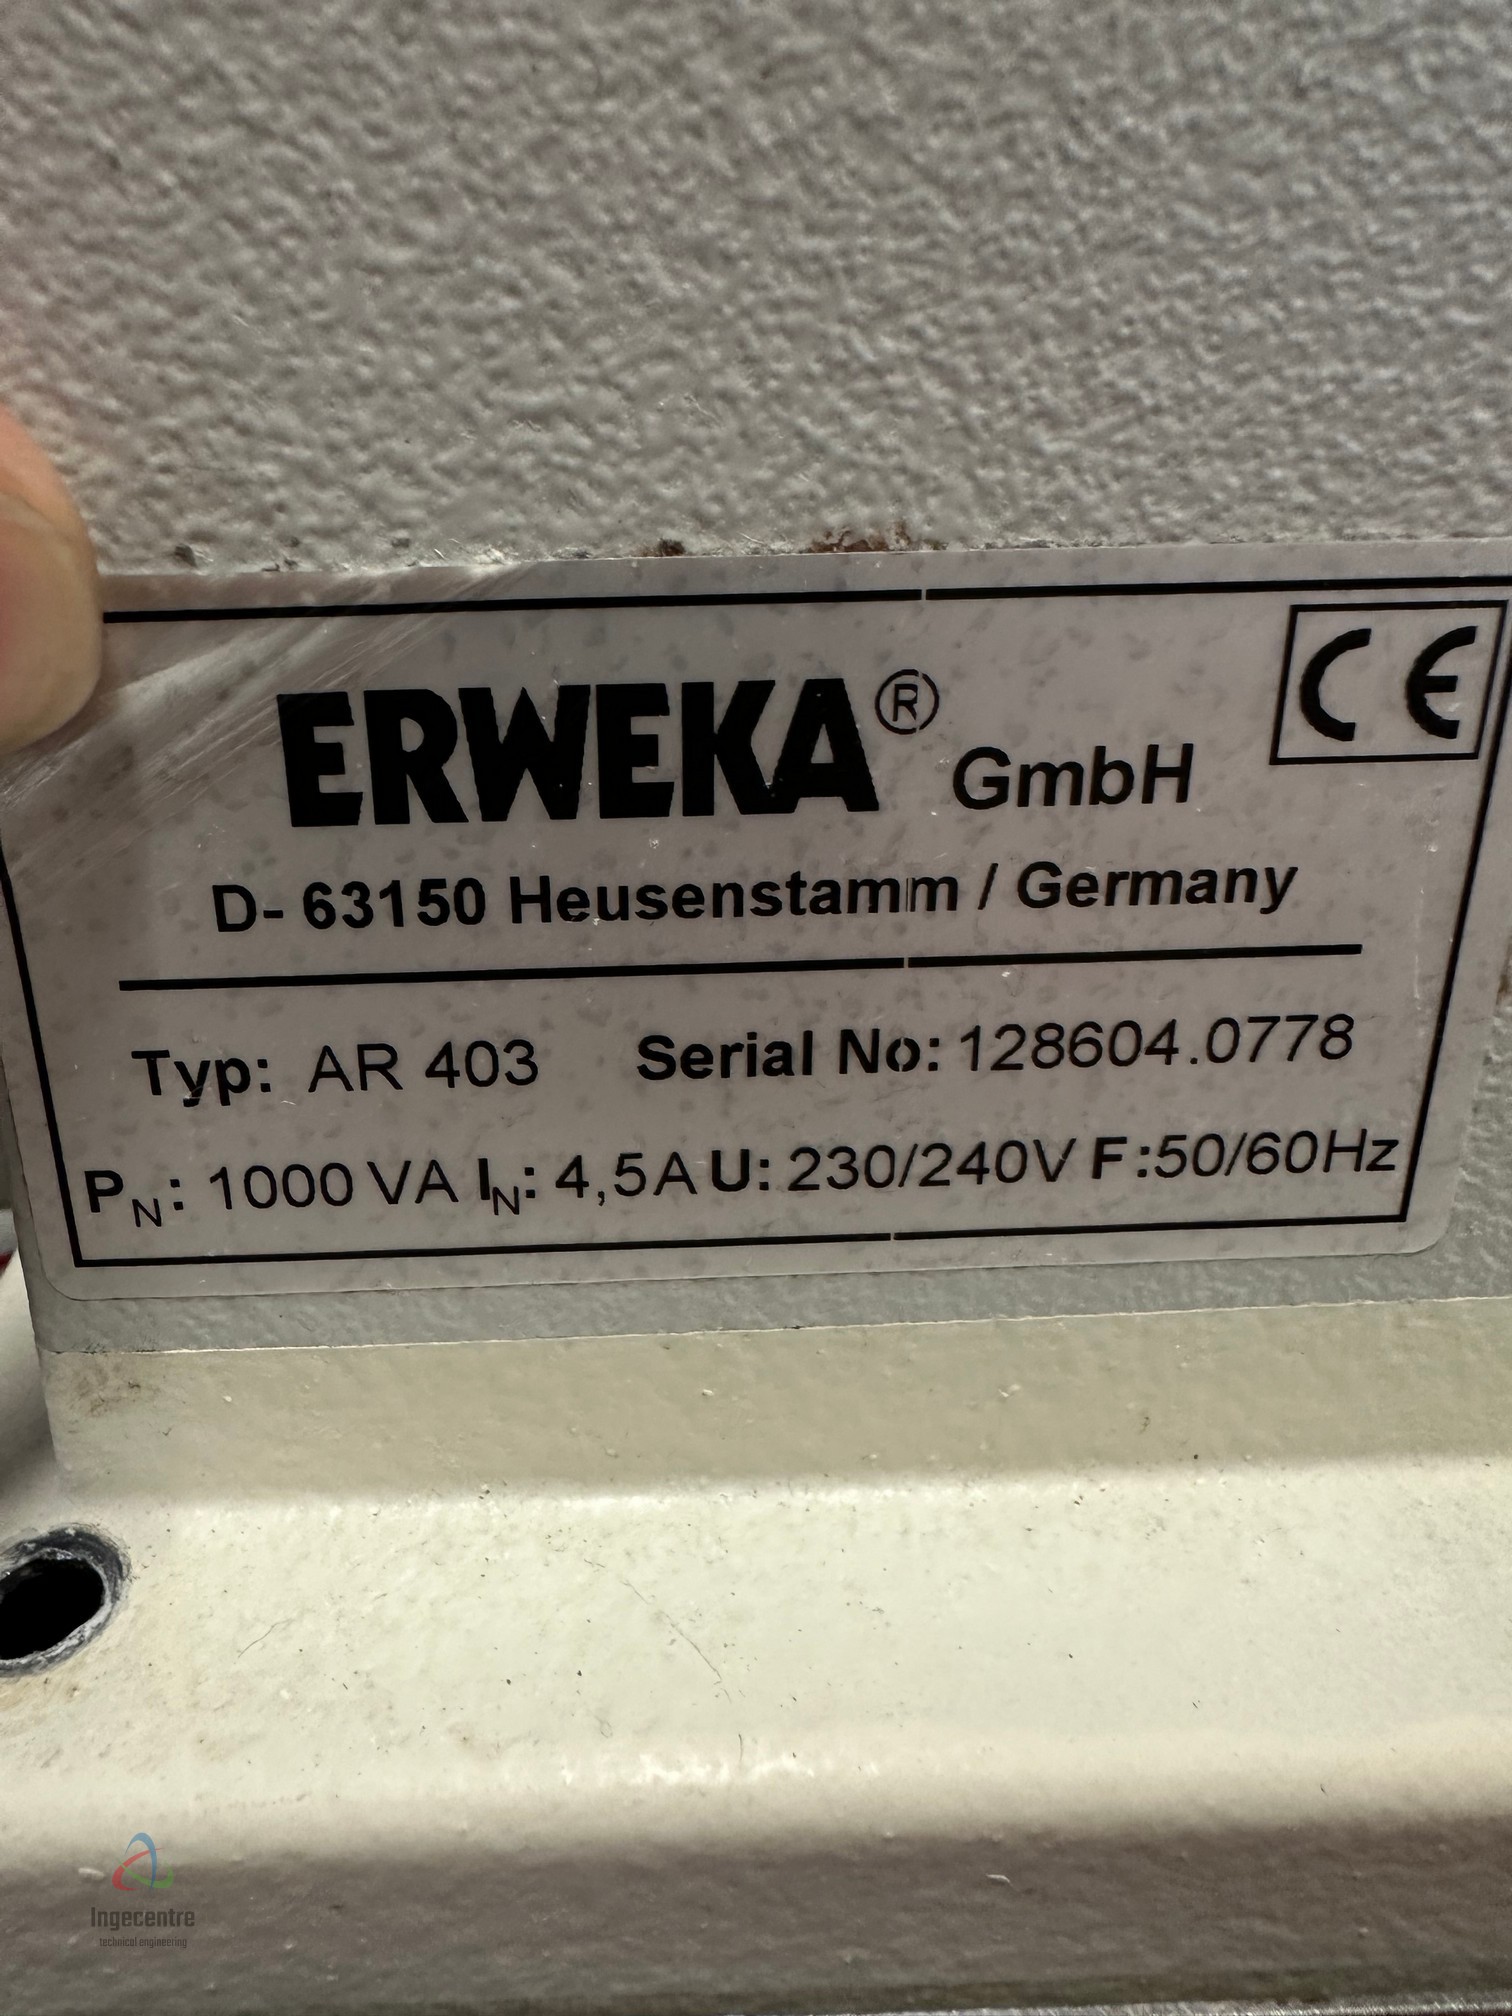 CE
ERWEKA® GmbH
D- 63150 Heusenstamm / Germany
Typ: AR 403 Serial No: 128604.0778
PN: 1000 VA IN: 4,5A U: 230/240V F:50/60Hz
Ingecentre
technical engineering